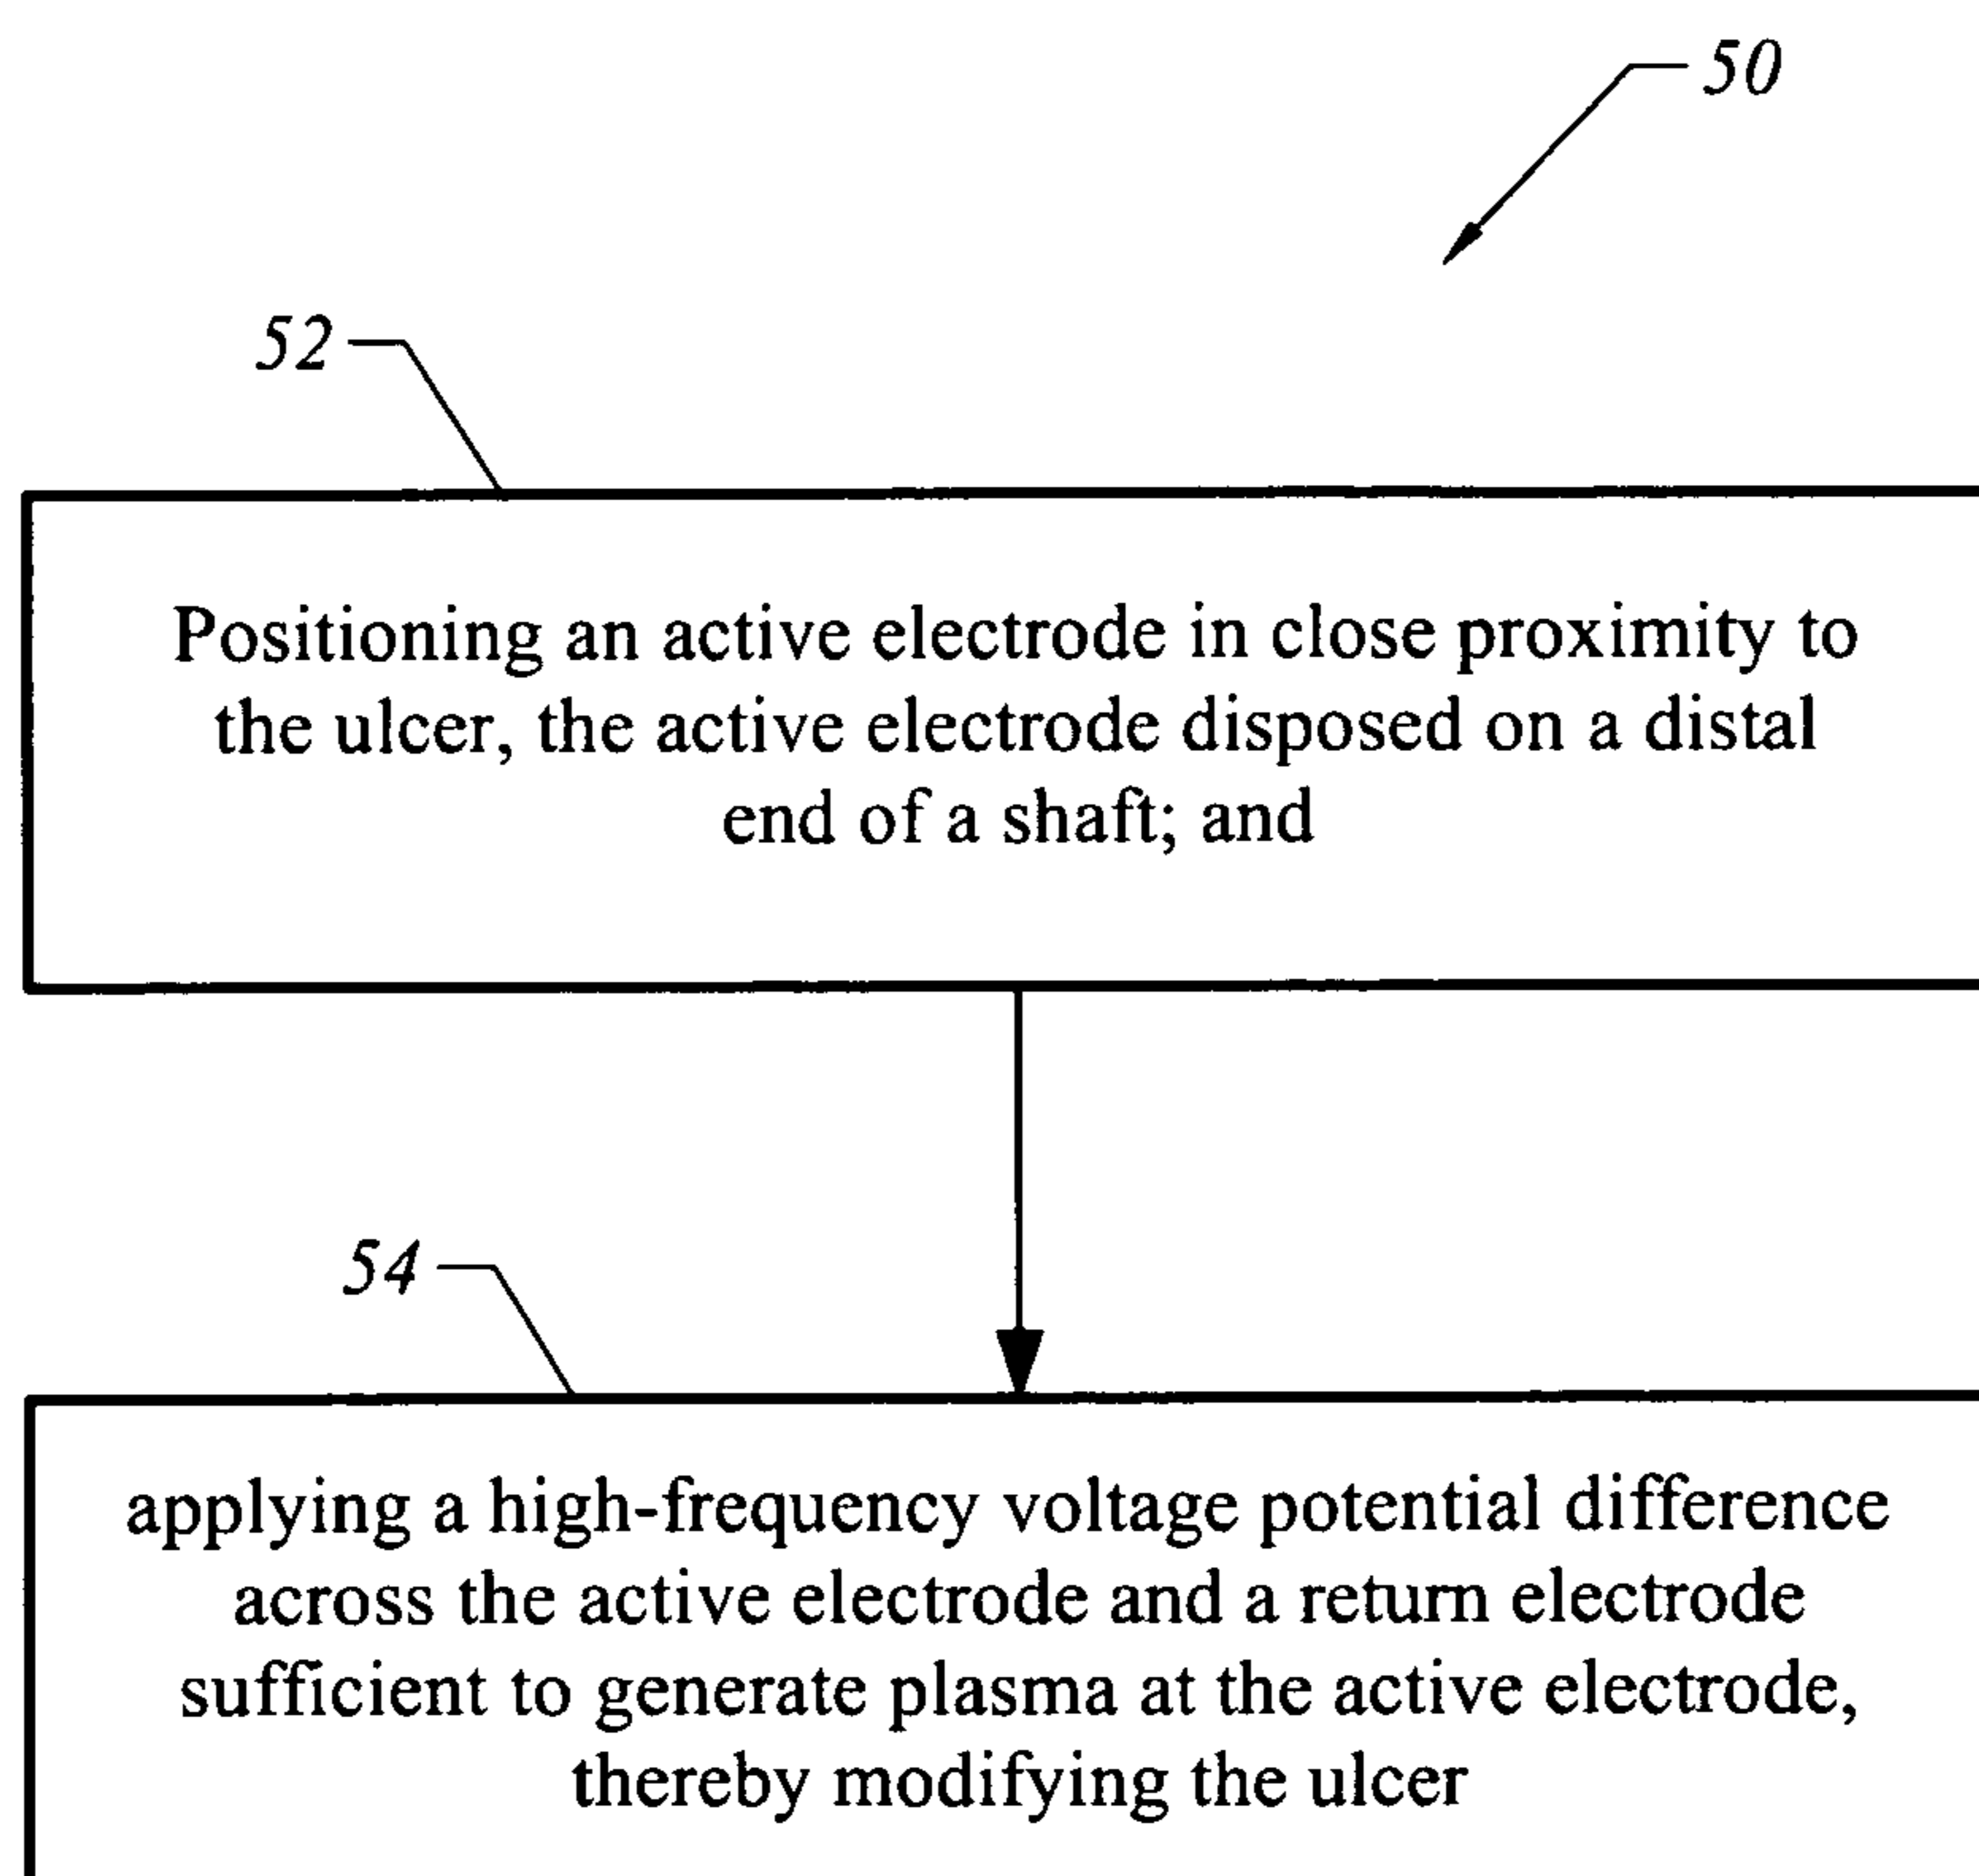 50
52
Positioning an active electrode in close proximity to
the ulcer, the active electrode disposed on a distal
end of a shaft; and
54
applying a high-frequency voltage potential difference
across the active electrode and a return electrode
sufficient to generate plasma at the active electrode,
thereby modifying the ulcer